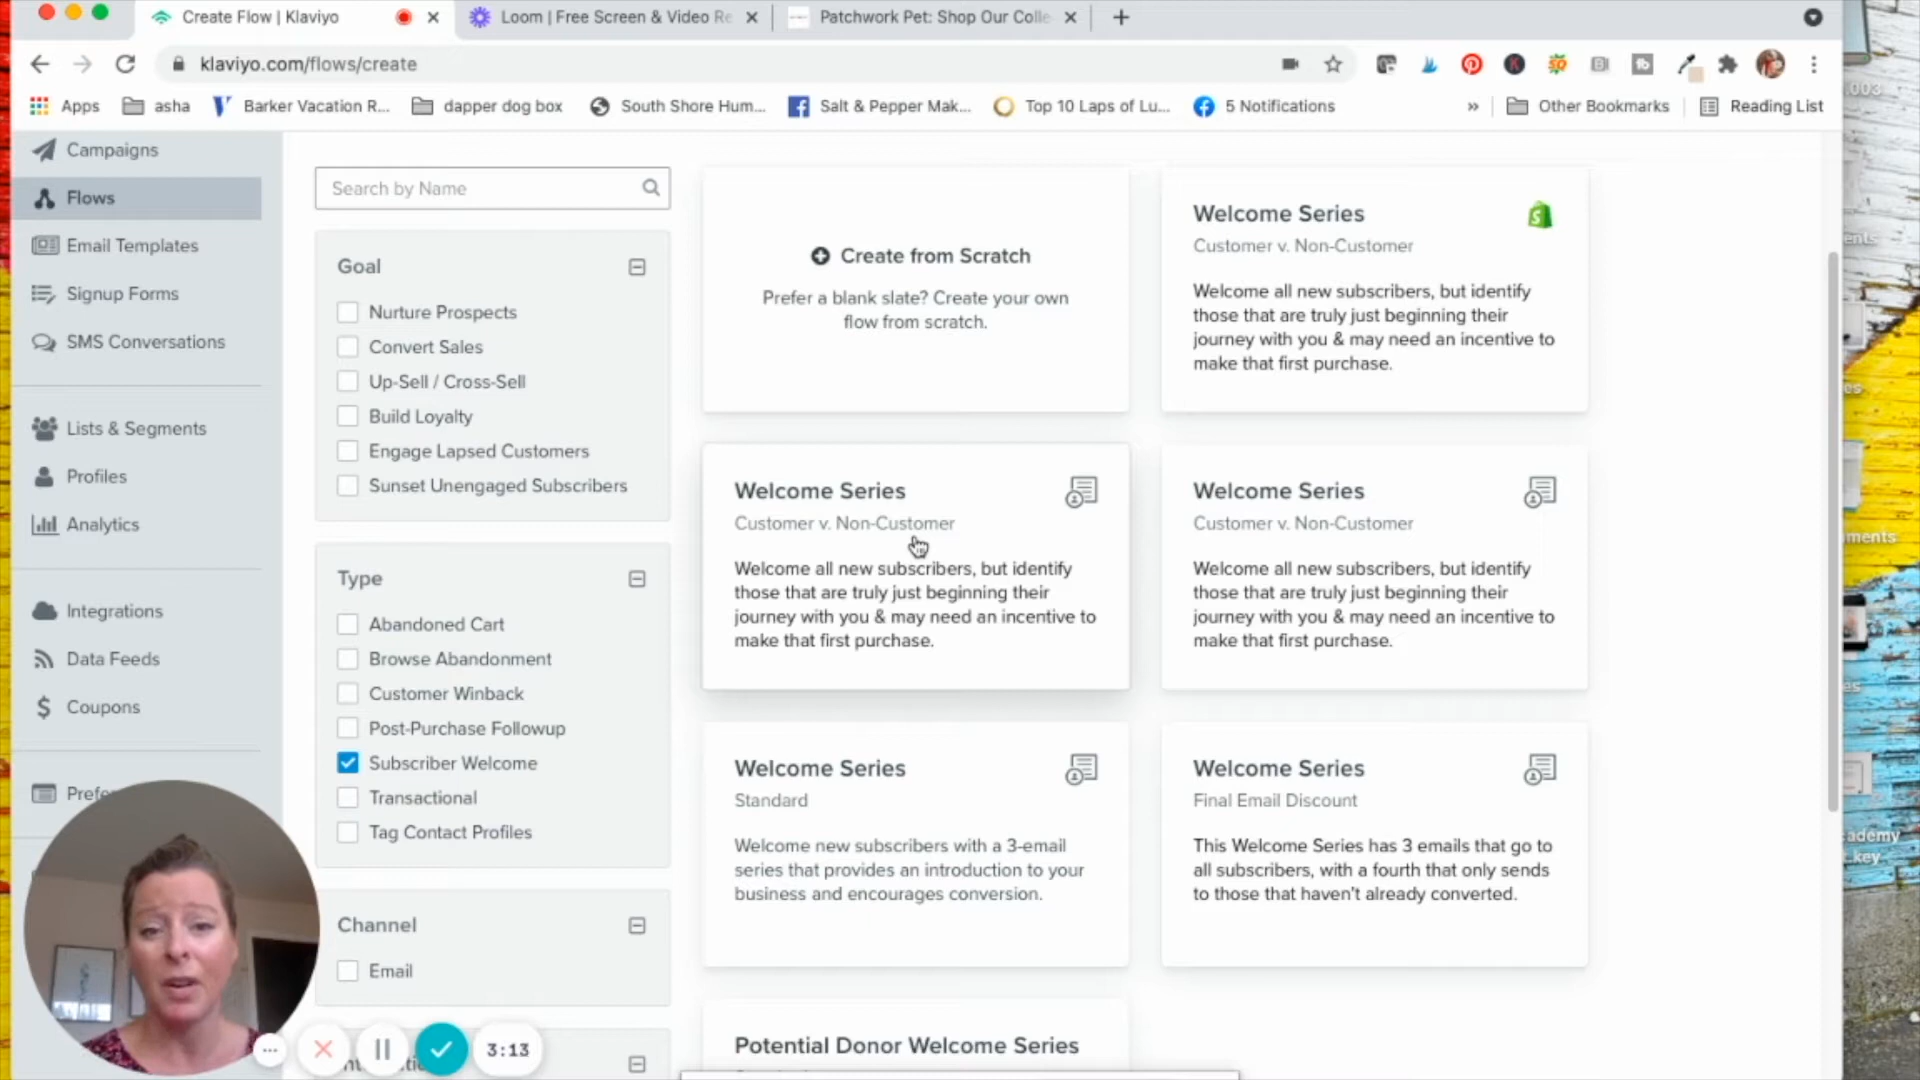 Create Flow | Klaviyo
Loom | Free Screen & Video Re
Patchwork Pet: Shop Our Colle
klaviyo.com/flows/create
Apps
asha
Barker Vacation R...
dapper dog box
South Shore Hum...
Salt & Pepper Mak...
Top 10 Laps of Lu...
5 Notifications
»
Other Bookmarks
Reading List
Campaigns
Flows
Email Templates
Signup Forms
SMS Conversations
Lists & Segments
Profiles
Analytics
Integrations
Data Feeds
Coupons
Search by Name
Goal
Nurture Prospects
Convert Sales
Up-Sell / Cross-Sell
Build Loyalty
Engage Lapsed Customers
Sunset Unengaged Subscribers
Type
Abandoned Cart
Browse Abandonment
Customer Winback
Post-Purchase Followup
Subscriber Welcome
Transactional
Tag Contact Profiles
Channel
Email
Create from Scratch
Prefer a blank slate? Create your own
flow from scratch.
Welcome Series
Customer v. Non-Customer
Welcome all new subscribers, but identify
those that are truly just beginning their
journey with you & may need an incentive to
make that first purchase.
Welcome Series
Customer v. Non-Customer
Welcome all new subscribers, but identify
those that are truly just beginning their
journey with you & may need an incentive to
make that first purchase.
Welcome Series
Customer v. Non-Customer
Welcome all new subscribers, but identify
those that are truly just beginning their
journey with you & may need an incentive to
make that first purchase.
Welcome Series
Standard
Welcome new subscribers with a 3-email
series that provides an introduction to your
business and encourages conversion.
Welcome Series
Final Email Discount
This Welcome Series has 3 emails that go to
all subscribers, with a fourth that only sends
to those that haven't already converted.
Potential Donor Welcome Series
3:13